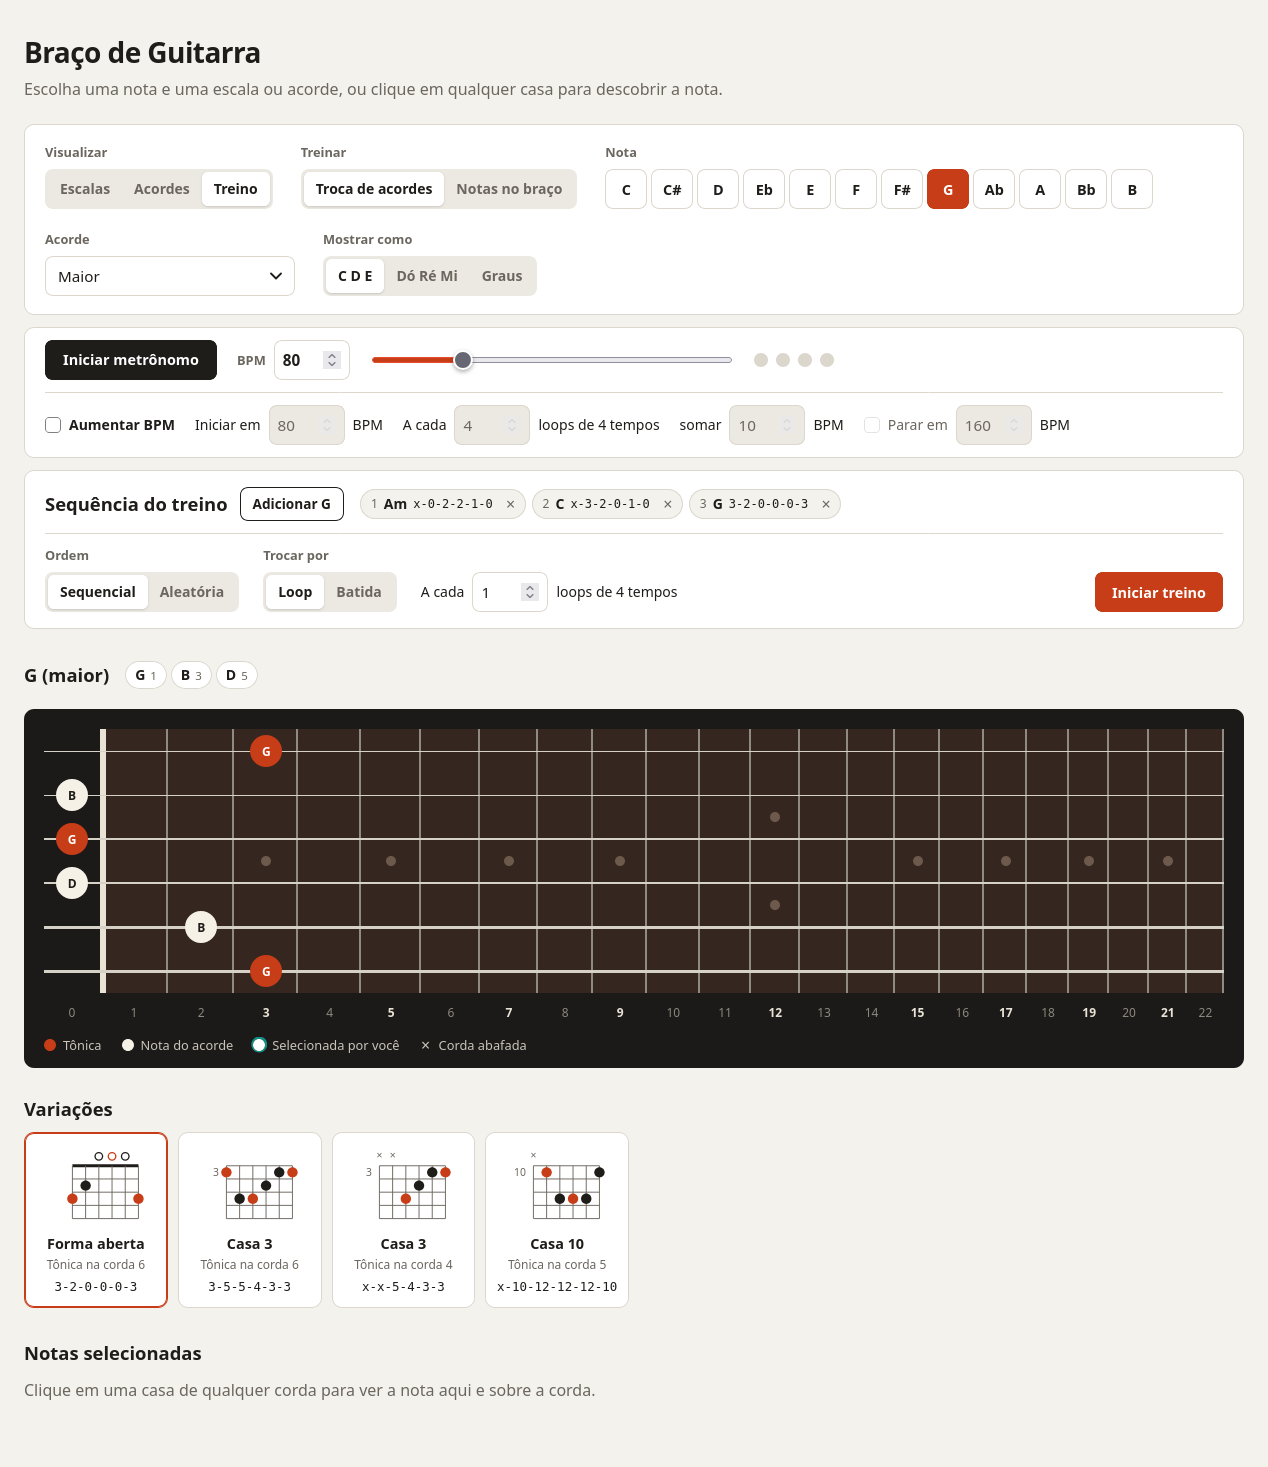 Braço de Guitarra
Escolha uma nota e uma escala ou acorde, ou clique em qualquer casa para descobrir a nota.
Visualizar Treinar Nota
Escalas Acordes Treino Troca de acordes Notas no braço C C# D Eb E F F# G Ab A Bb B
Acorde Mostrar como
Maior C D E Dó Ré Mi Graus
Iniciar metrônomo BPM 80
Aumentar BPM Iniciar em 80 BPM A cada 4 loops de 4 tempos somar 10 BPM Parar em 160 BPM
Sequência do treino Adicionar G 1 Am x-0-2-2-1-0 × 2 C x-3-2-0-1-0 × 3 G 3-2-0-0-0-3 ×
Ordem Trocar por
Sequencial Aleatória Loop Batida A cada 1 loops de 4 tempos Iniciar treino
G (maior) G 1 B 3 D 5
G
B
G
D
B
G
0 1 2 3 4 5 6 7 8 9 10 11 12 13 14 15 16 17 18 19 20 21 22
Tônica Nota do acorde Selecionada por você × Corda abafada
Variações
× × ×
3 3 10
Forma aberta Casa 3 Casa 3 Casa 10
Tônica na corda 6 Tônica na corda 6 Tônica na corda 4 Tônica na corda 5
3-2-0-0-0-3 3-5-5-4-3-3 x-x-5-4-3-3 x-10-12-12-12-10
Notas selecionadas
Clique em uma casa de qualquer corda para ver a nota aqui e sobre a corda.